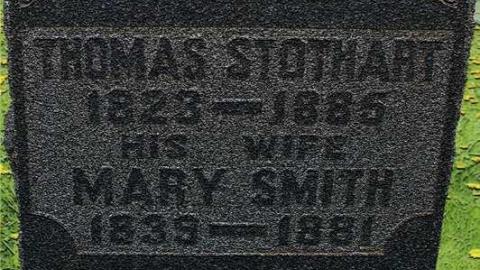 THOMAS STOTHART
1823 — 1885
HIS WIFE
MARY SMITH
1839 — 1881